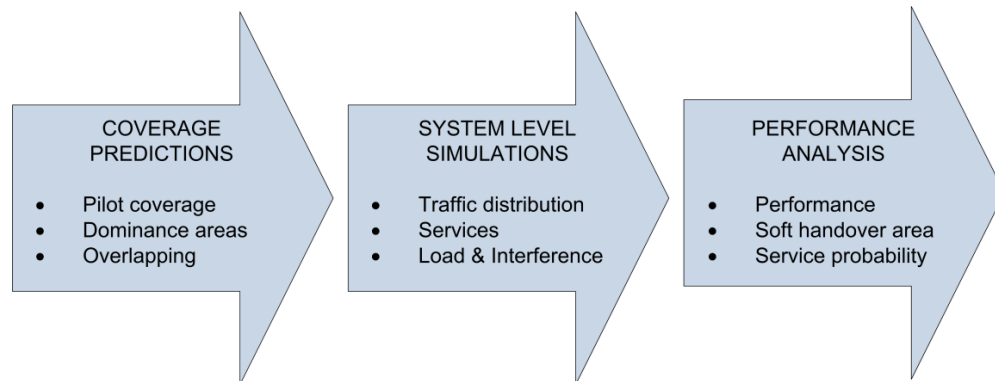 COVERAGE
PREDICTIONS
• Pilot coverage
• Dominance areas
• Overlapping
SYSTEM LEVEL
SIMULATIONS
• Traffic distribution
• Services
• Load & Interference
PERFORMANCE
ANALYSIS
• Performance
• Soft handover area
• Service probability